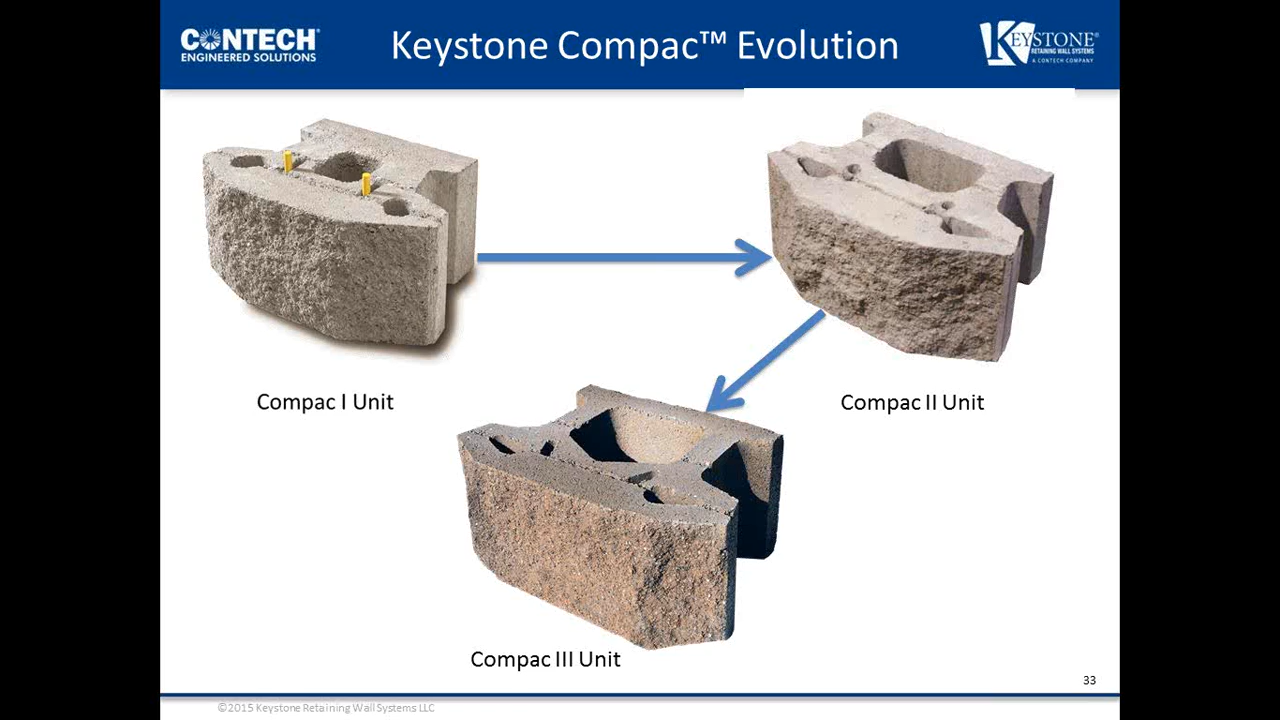 CONTECH®
ENGINEERED SOLUTIONS
Keystone Compac™ Evolution
KEYSTONE®
RETAINING WALL SYSTEMS
A CONTECH COMPANY
Compac I Unit
Compac II Unit
Compac III Unit
33
©2015 Keystone Retaining Wall Systems LLC